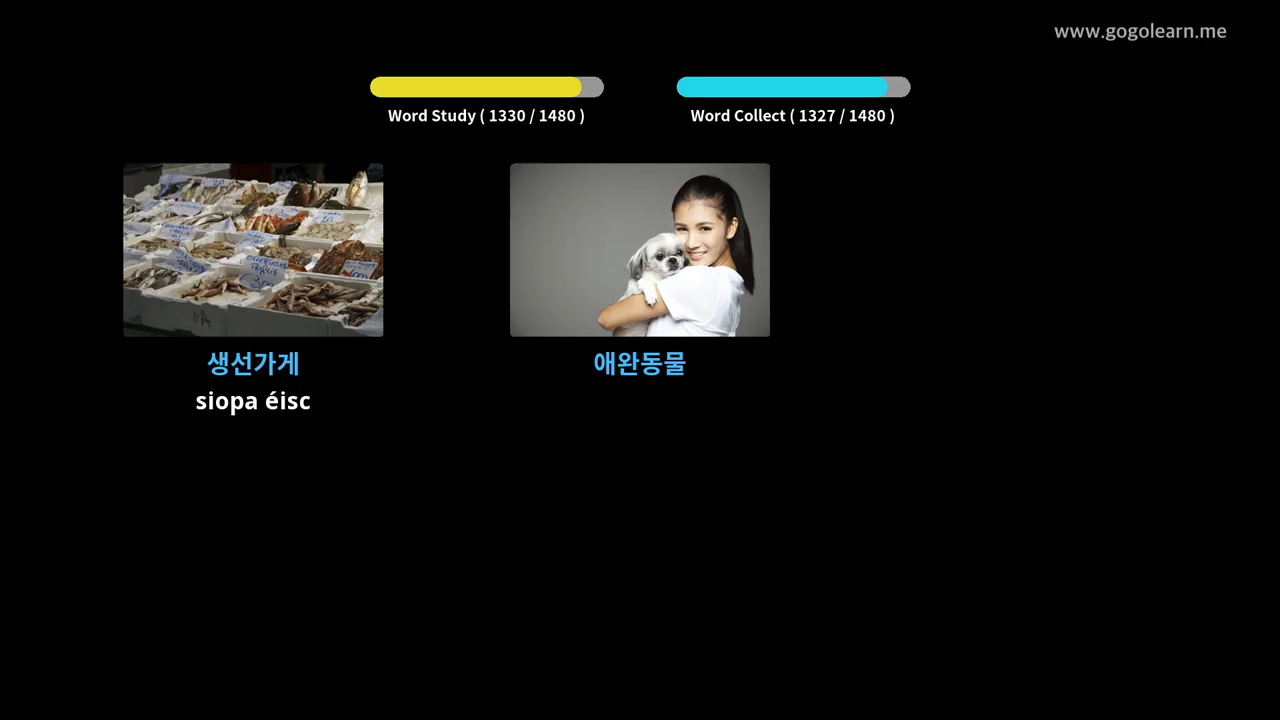 www.gogolearn.me
Word Study ( 1330 / 1480 )
Word Collect ( 1327 / 1480 )
생선가게
siopa éisc
애완동물